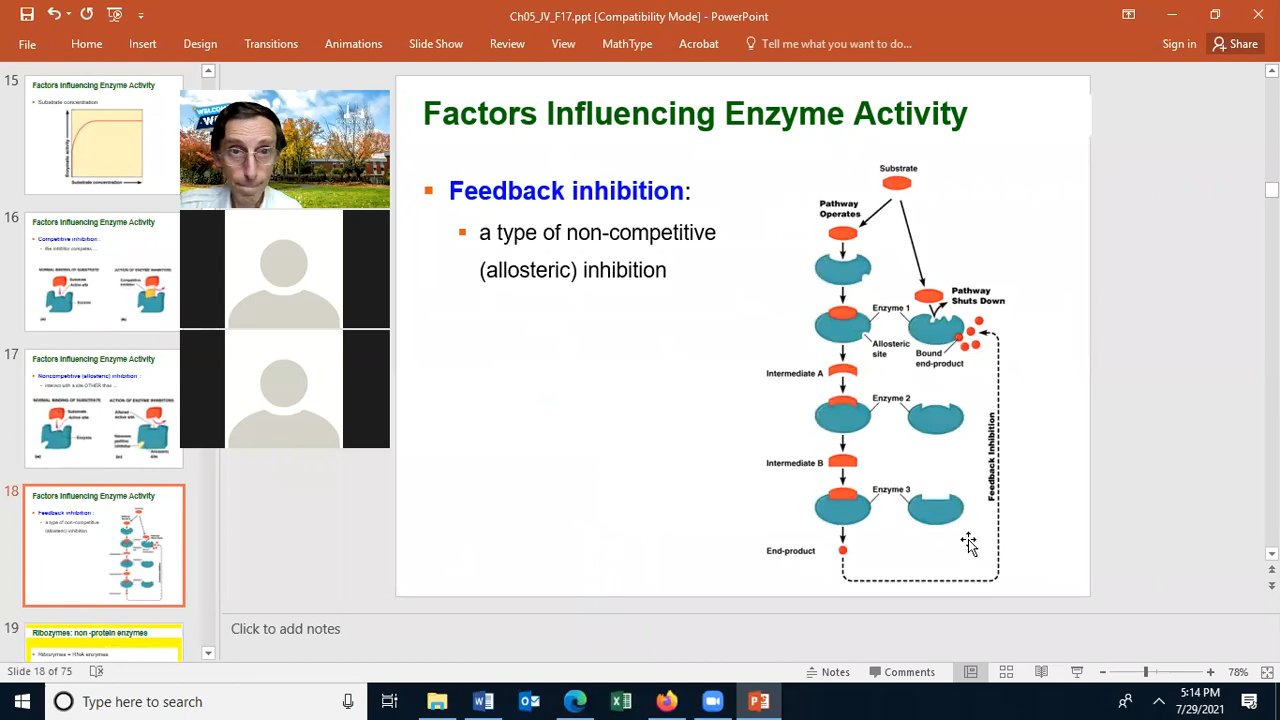 Ch05_JV_F17.ppt [Compatibility Mode] - PowerPoint
File Home Insert Design Transitions Animations Slide Show Review View MathType Acrobat Tell me what you want to do... Sign in Share
15
Factors Influencing Enzyme Activity
Substrate concentration
Enzymatic activity
Substrate concentration
16
Factors Influencing Enzyme Activity
Competitive inhibition :
the inhibitor competes ...
NORMAL BINDING OF SUBSTRATE
ACTION OF ENZYME INHIBITORS
Substrate
Active site
Enzyme
Competitive
inhibitor
(a)
(b)
17
Factors Influencing Enzyme Activity
Noncompetitive (allosteric) inhibition :
interact with a site OTHER than ...
NORMAL BINDING OF SUBSTRATE
ACTION OF ENZYME INHIBITORS
Substrate
Active site
Enzyme
Altered
active site
(a)
(c)
18
Factors Influencing Enzyme Activity
Feedback inhibition :
a type of non-competitive
(allosteric) inhibition
19
Ribozymes: non -protein enzymes
Ribozymes = RNA enzymes
Factors Influencing Enzyme Activity
Feedback inhibition:
a type of non-competitive
(allosteric) inhibition
Substrate
Pathway
Operates
Pathway
Shuts Down
Enzyme 1
Allosteric
site
Bound
end-product
Intermediate A
Enzyme 2
Feedback Inhibition
Intermediate B
Enzyme 3
End-product
Click to add notes
Slide 18 of 75
Notes Comments 78%
Type here to search
5:14 PM
7/29/2021